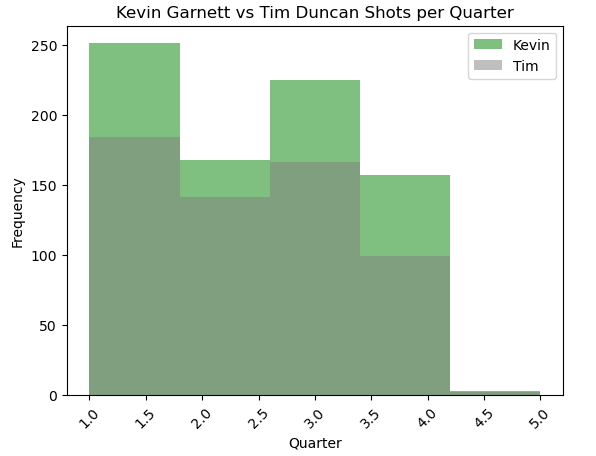 Kevin Garnett vs Tim Duncan Shots per Quarter
Kevin
Tim
Frequency
250
200
150
100
50
0
1.0 1.5 2.0 2.5 3.0 3.5 4.0 4.5 5.0
Quarter